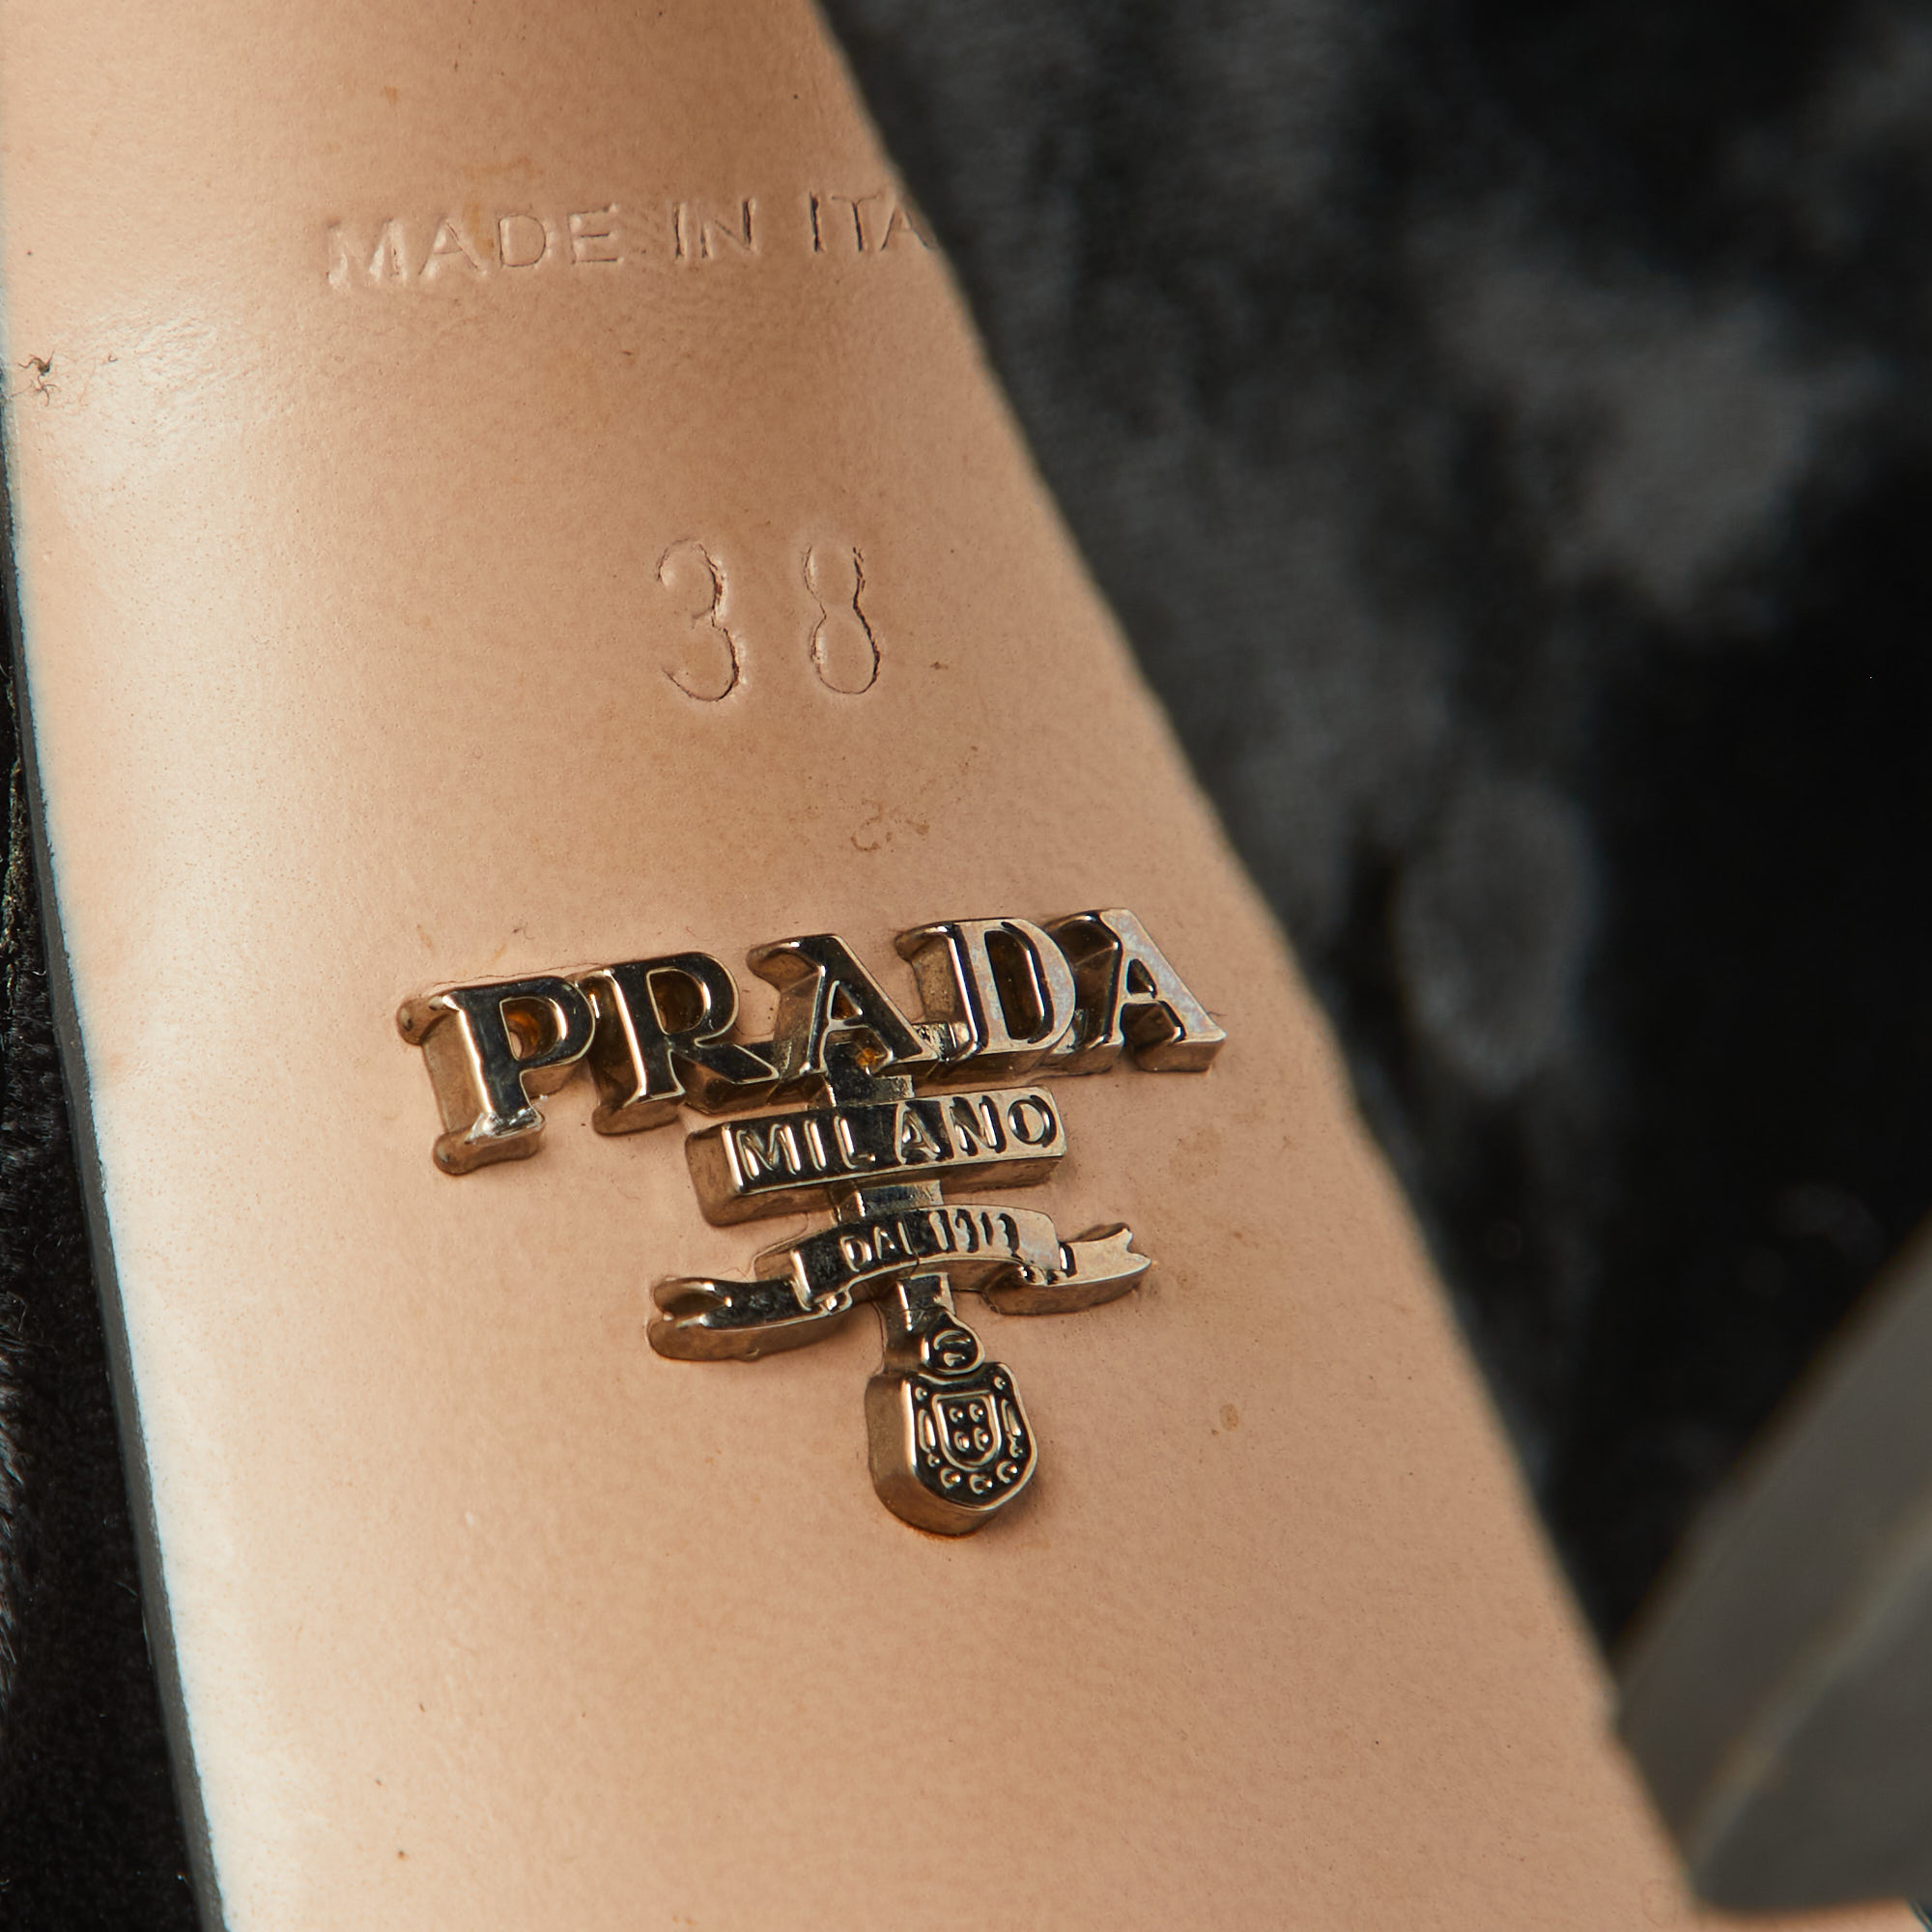 MADE IN ITA
38
PRADA
MILANO
DAL 1913